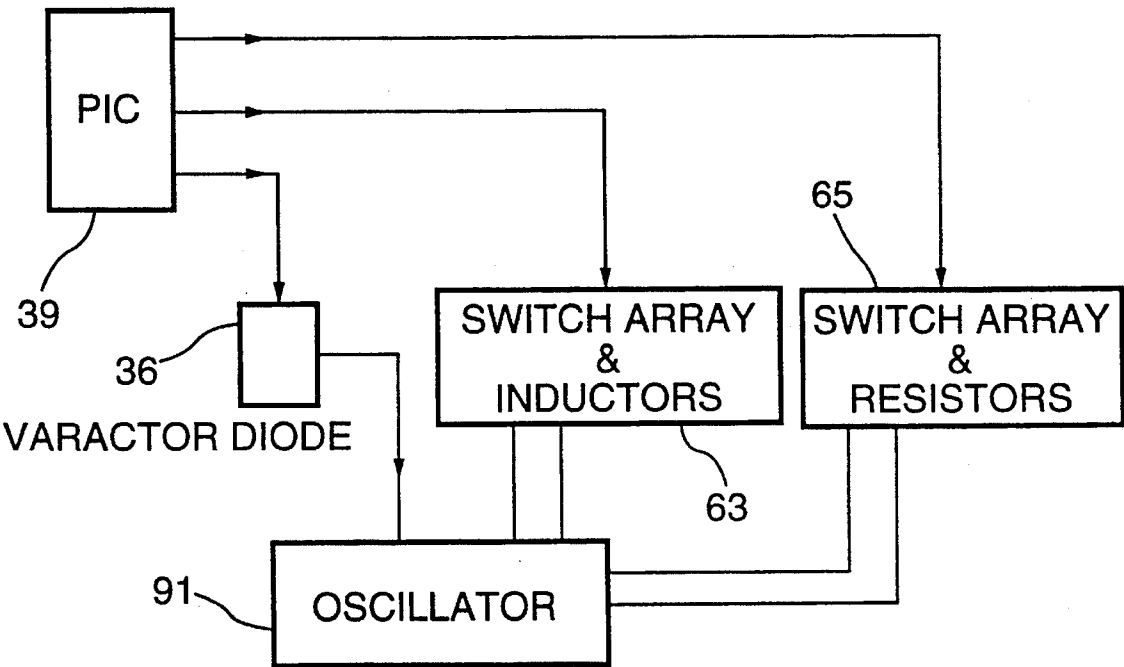 PIC
39
65
36
SWITCH ARRAY
&
INDUCTORS
SWITCH ARRAY
&
RESISTORS
VARACTOR DIODE
63
91
OSCILLATOR